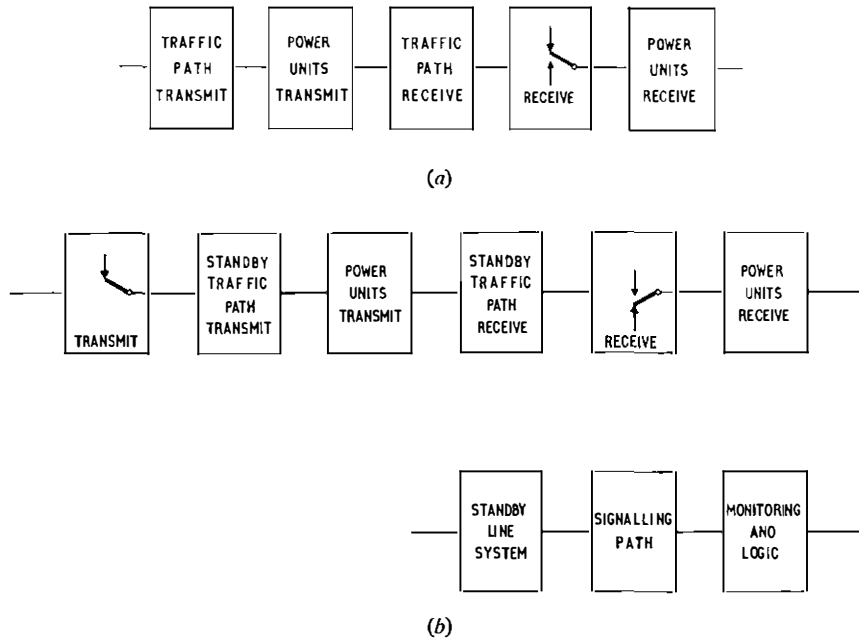 TRAFFIC
PATH
TRANSMIT
POWER
UNITS
TRANSMIT
TRAFFIC
PATH
RECEIVE
RECEIVE
POWER
UNITS
RECEIVE
(a)
TRANSMIT
STANDBY
TRAFFIC
PATH
TRANSMIT
POWER
UNITS
TRANSMIT
STANDBY
TRAFFIC
PATH
RECEIVE
RECEIVE
POWER
UNITS
RECEIVE
STANDBY
LINE
SYSTEM
SIGNALLING
PATH
MONITORING
AND
LOGIC
(b)